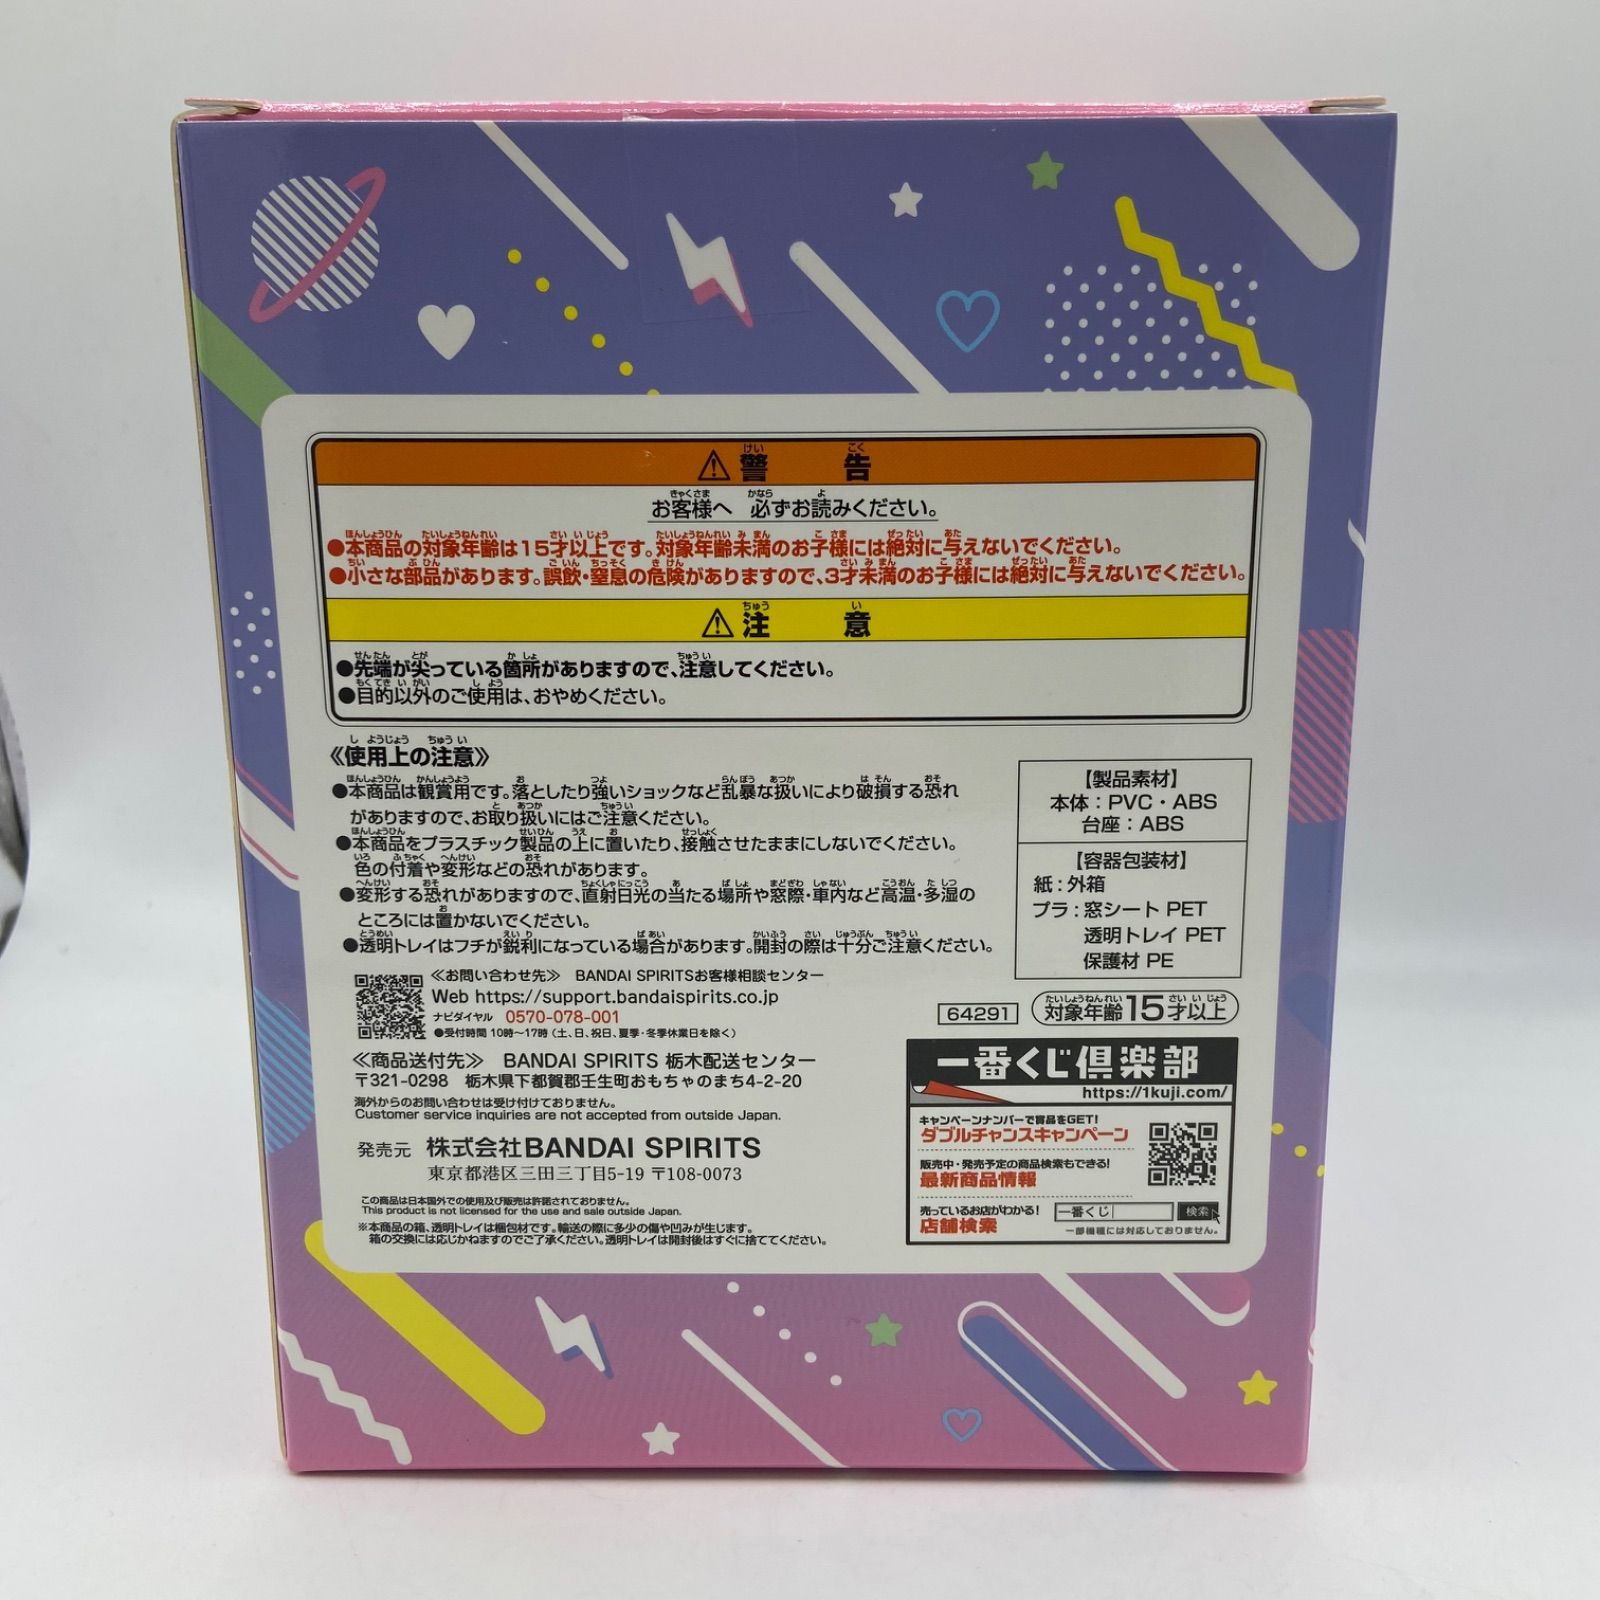 ⚠警告
お客様へ 必ずお読みください。
●本商品の対象年齢は15才以上です。対象年齢未満のお子様には絶対に与えないでください。
●小さな部品があります。誤飲・窒息の危険がありますので、3才未満のお子様には絶対に与えないでください。
⚠注意
●先端が尖っている箇所がありますので、注意してください。
●目的以外のご使用は、おやめください。
《使用上の注意》
●本商品は観賞用です。落としたり強いショックなど乱暴な扱いにより破損する恐れ
がありますので、お取り扱いにはご注意ください。
●本商品をプラスチック製品の上に置いたり、接触させたままにしないでください。
色の付着や変形などの恐れがあります。
●変形する恐れがありますので、直射日光の当たる場所や窓際・車内など高温・多湿の
ところには置かないでください。
●透明トレイはフチが鋭利になっている場合があります。開封の際は十分ご注意ください。
【製品素材】
本体：PVC・ABS
台座：ABS
【容器包装材】
紙：外箱
プラ：窓シート PET
透明トレイ PET
保護材 PE
≪お問い合わせ先≫ BANDAI SPIRITSお客様相談センター
Web https://support.bandaispirits.co.jp
ナビダイヤル 0570-078-001
●受付時間 10時〜17時（土、日、祝日、夏季・冬季休業日を除く）
≪商品送付先≫ BANDAI SPIRITS 栃木配送センター
〒321-0298 栃木県下都賀郡壬生町おもちゃのまち4-2-20
海外からのお問い合わせは受け付けておりません。
Customer service inquiries are not accepted from outside Japan.
発売元 株式会社BANDAI SPIRITS
東京都港区三田三丁目5-19 〒108-0073
この商品は日本国外での使用及び販売は許諾されておりません。
This product is not licensed for the use and sale outside Japan.
※本商品の箱、透明トレイは梱包材です。輸送の際に多少の傷や凹みが生じます。
箱の交換には応じかねますのでご了承ください。透明トレイは開封後はすぐに捨ててください。
64291
対象年齢15才以上
一番くじ倶楽部
https://1kuji.com/
キャンペーンナンバーで賞品をGET!
ダブルチャンスキャンペーン
販売中・発売予定の商品検索もできる!
最新商品情報
売っているお店がわかる!
店舗検索
一番くじ
検索
一部機種には対応しておりません。